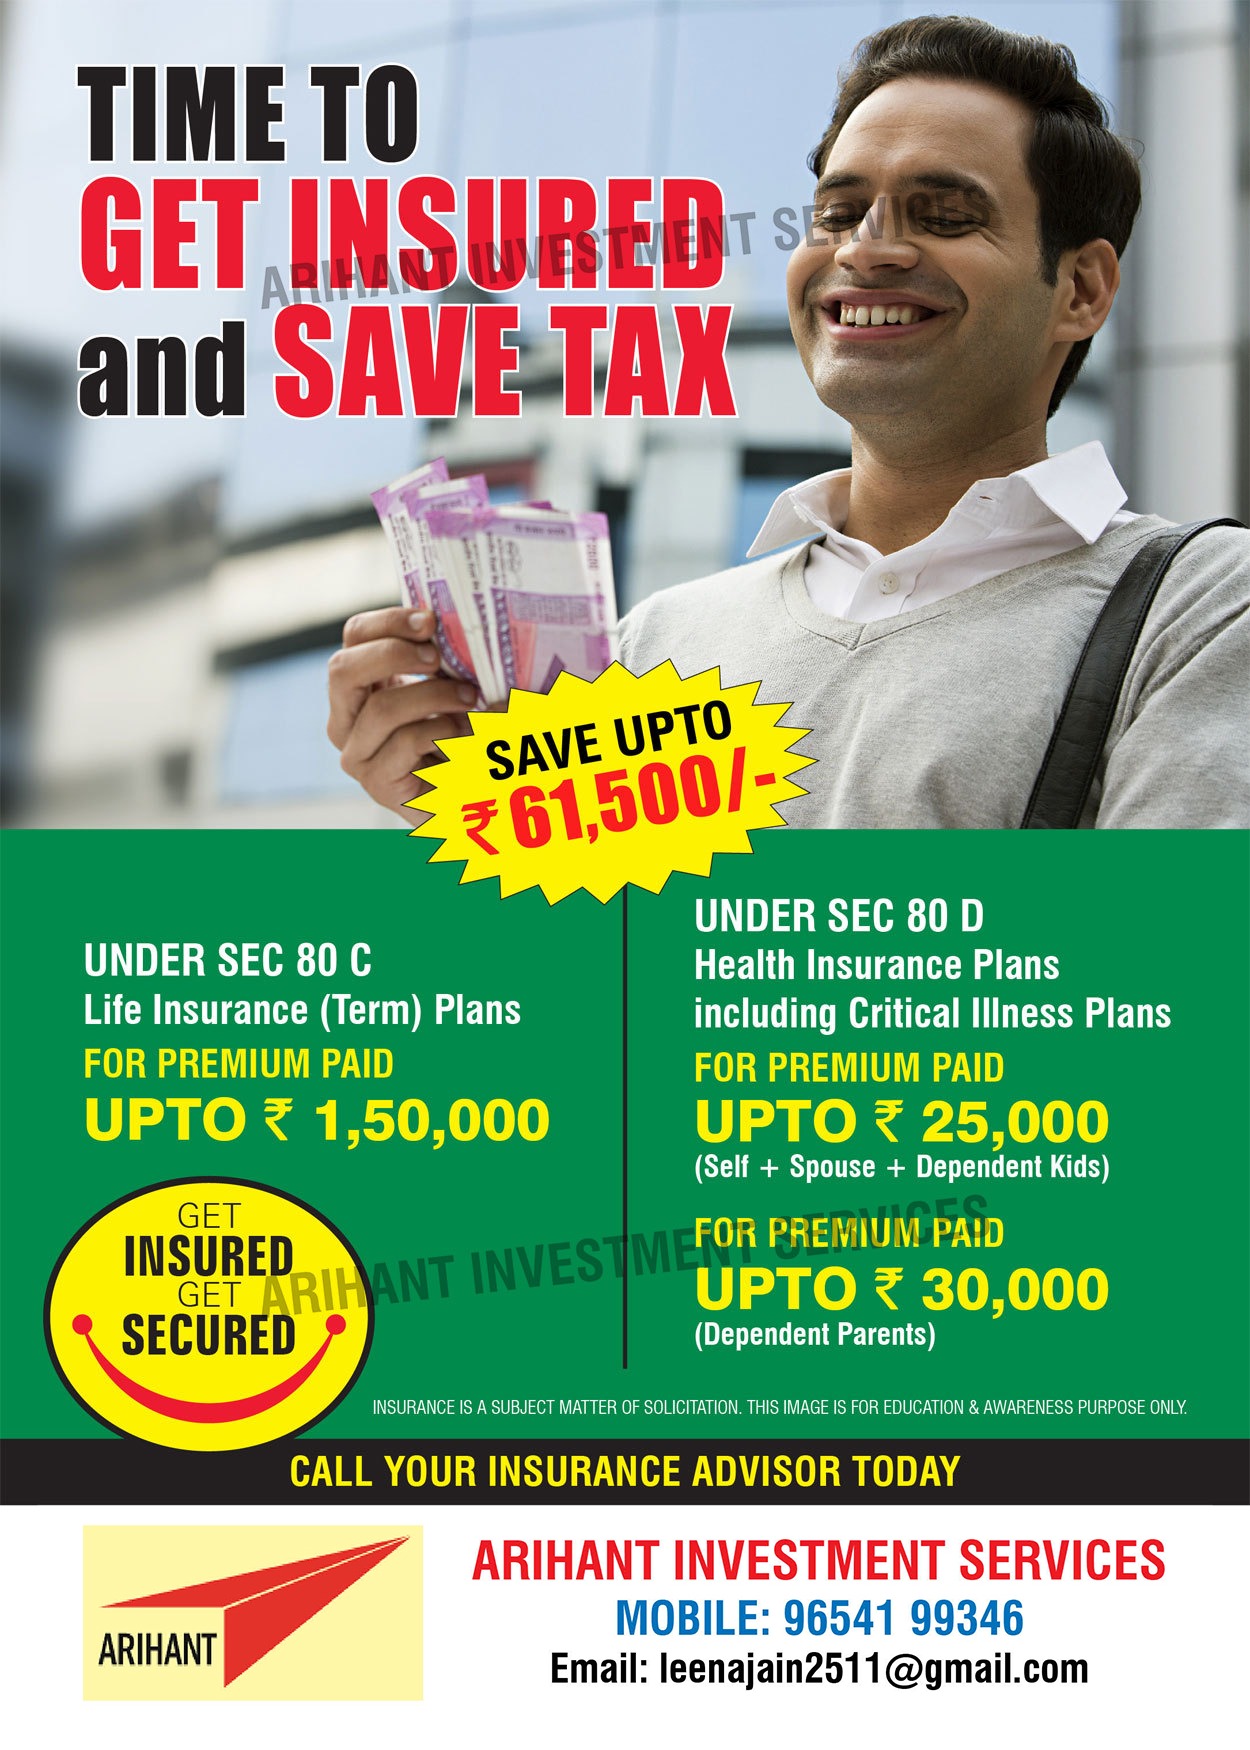 TIME TO
GET INSURED
and SAVE TAX
ARIHANT INVESTMENT SERVICES
SAVE UPTO
₹ 61,500/-
UNDER SEC 80 C
Life Insurance (Term) Plans
FOR PREMIUM PAID
UPTO ₹ 1,50,000
UNDER SEC 80 D
Health Insurance Plans
including Critical Illness Plans
FOR PREMIUM PAID
UPTO ₹ 25,000
(Self + Spouse + Dependent Kids)
FOR PREMIUM PAID
UPTO ₹ 30,000
(Dependent Parents)
ARIHANT INVESTMENT SERVICES
GET
INSURED
GET
SECURED
INSURANCE IS A SUBJECT MATTER OF SOLICITATION. THIS IMAGE IS FOR EDUCATION & AWARENESS PURPOSE ONLY.
CALL YOUR INSURANCE ADVISOR TODAY
ARIHANT
ARIHANT INVESTMENT SERVICES
MOBILE: 96541 99346
Email: leenajain2511@gmail.com